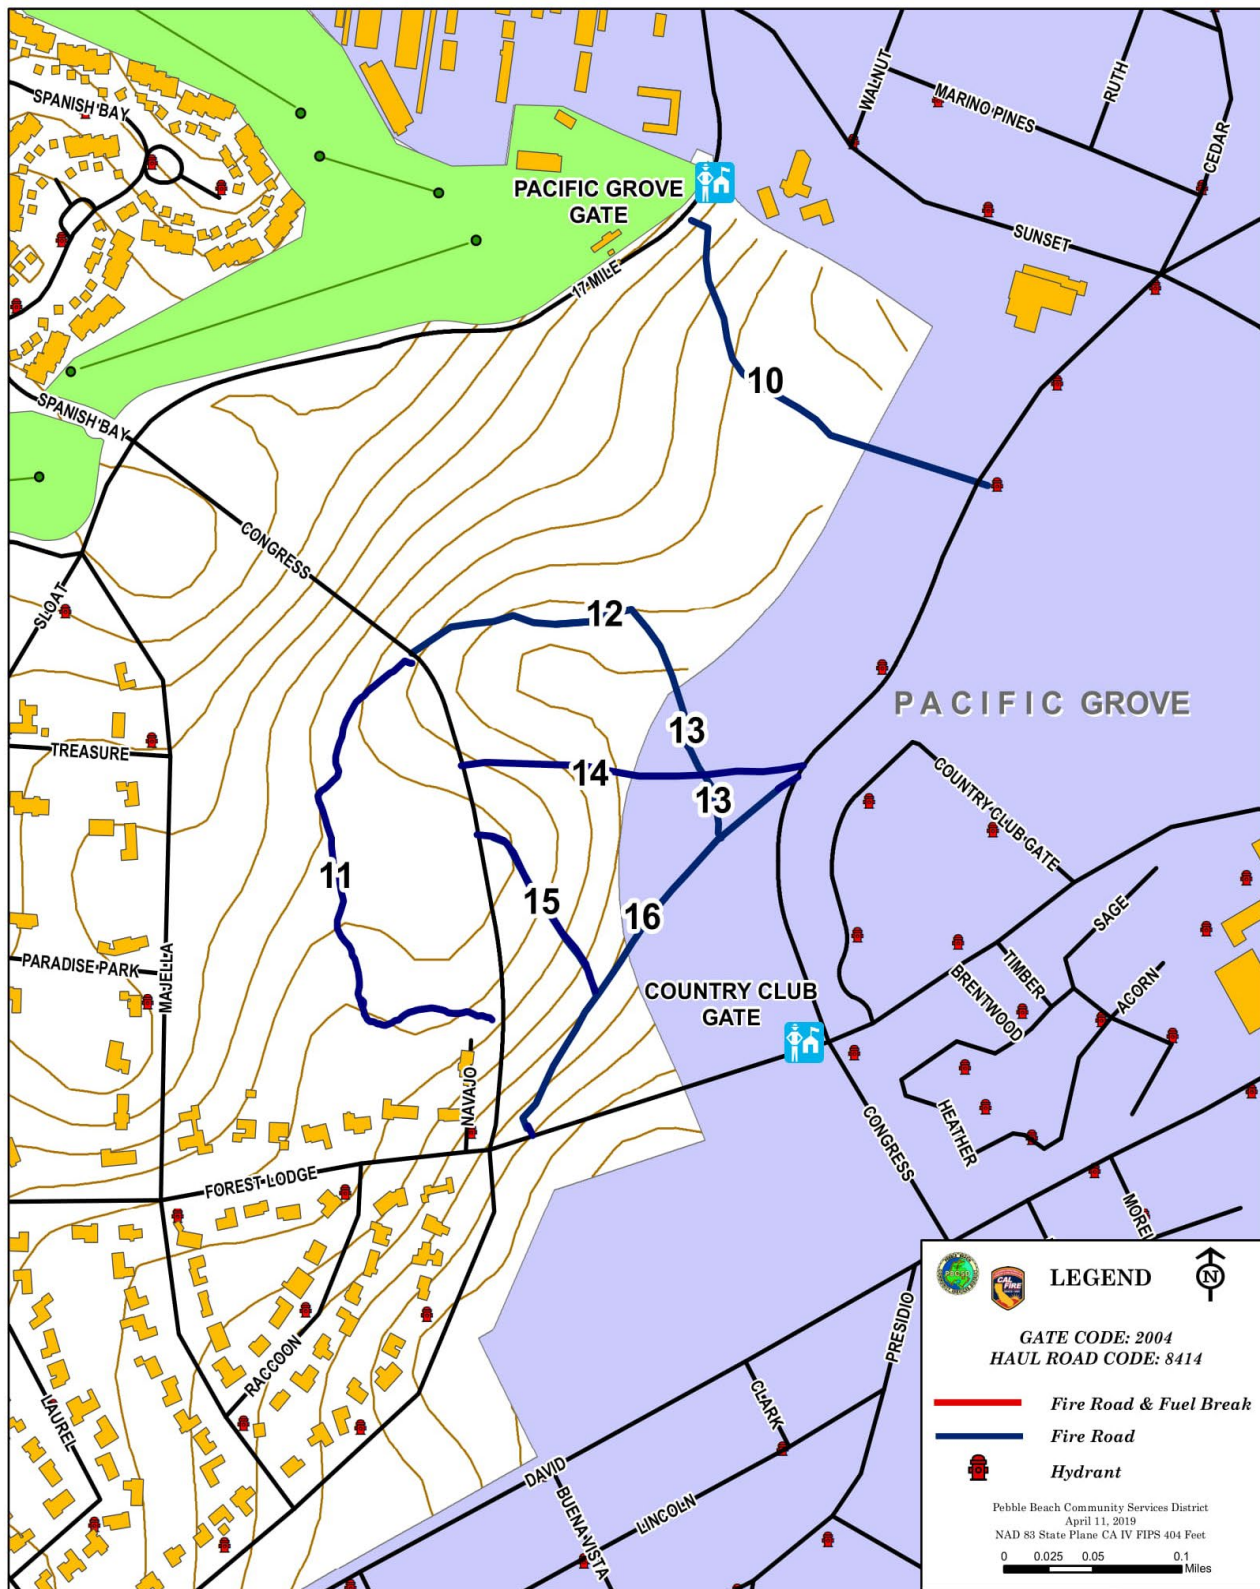 SPANISH BAY
WALNUT
MARINO PINES
RUTH
CEDAR
PACIFIC GROVE
GATE
SUNSET
17 MILE
10
SPANISH BAY
CONGRESS
SLOAT
12
PACIFIC GROVE
13
TREASURE
14
COUNTRY CLUB GATE
13
11
15
16
SAGE
MAJELLA
PARADISE PARK
TIMBER
BRENTWOOD
ACORN
COUNTRY CLUB
GATE
NAVAJO
HEATHER
CONGRESS
FOREST LODGE
RACCOON
LAUREL
PRESIDIO
CLARK
DAVID
BUENA VISTA
LINCOLN
CAL
FIRE
LEGEND
N
GATE CODE: 2004
HAUL ROAD CODE: 8414
Fire Road & Fuel Break
Fire Road
Hydrant
Pebble Beach Community Services District
April 11, 2019
NAD 83 State Plane CA IV FIPS 404 Feet
0 0.025 0.05 0.1
Miles